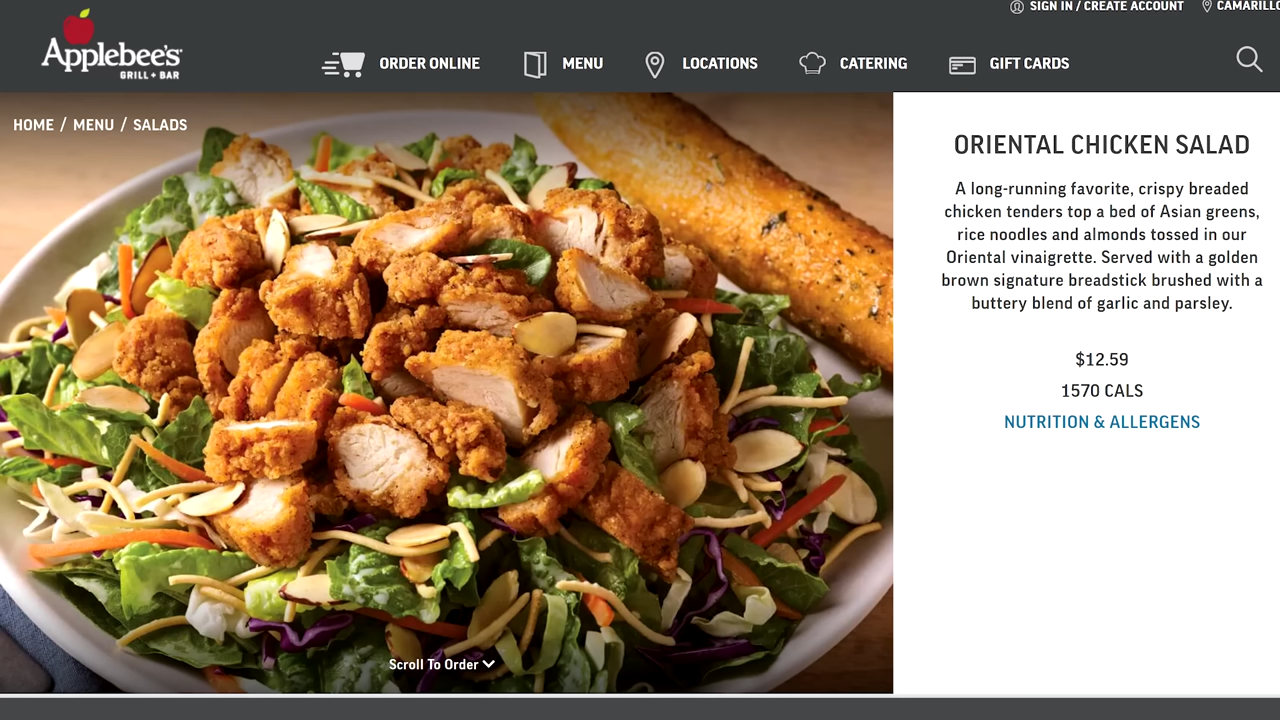 SIGN IN / CREATE ACCOUNT
CAMARILLO
Applebee's
GRILL + BAR
ORDER ONLINE
MENU
LOCATIONS
CATERING
GIFT CARDS
HOME / MENU / SALADS
ORIENTAL CHICKEN SALAD
A long-running favorite, crispy breaded
chicken tenders top a bed of Asian greens,
rice noodles and almonds tossed in our
Oriental vinaigrette. Served with a golden
brown signature breadstick brushed with a
buttery blend of garlic and parsley.
$12.59
1570 CALS
NUTRITION & ALLERGENS
Scroll To Order